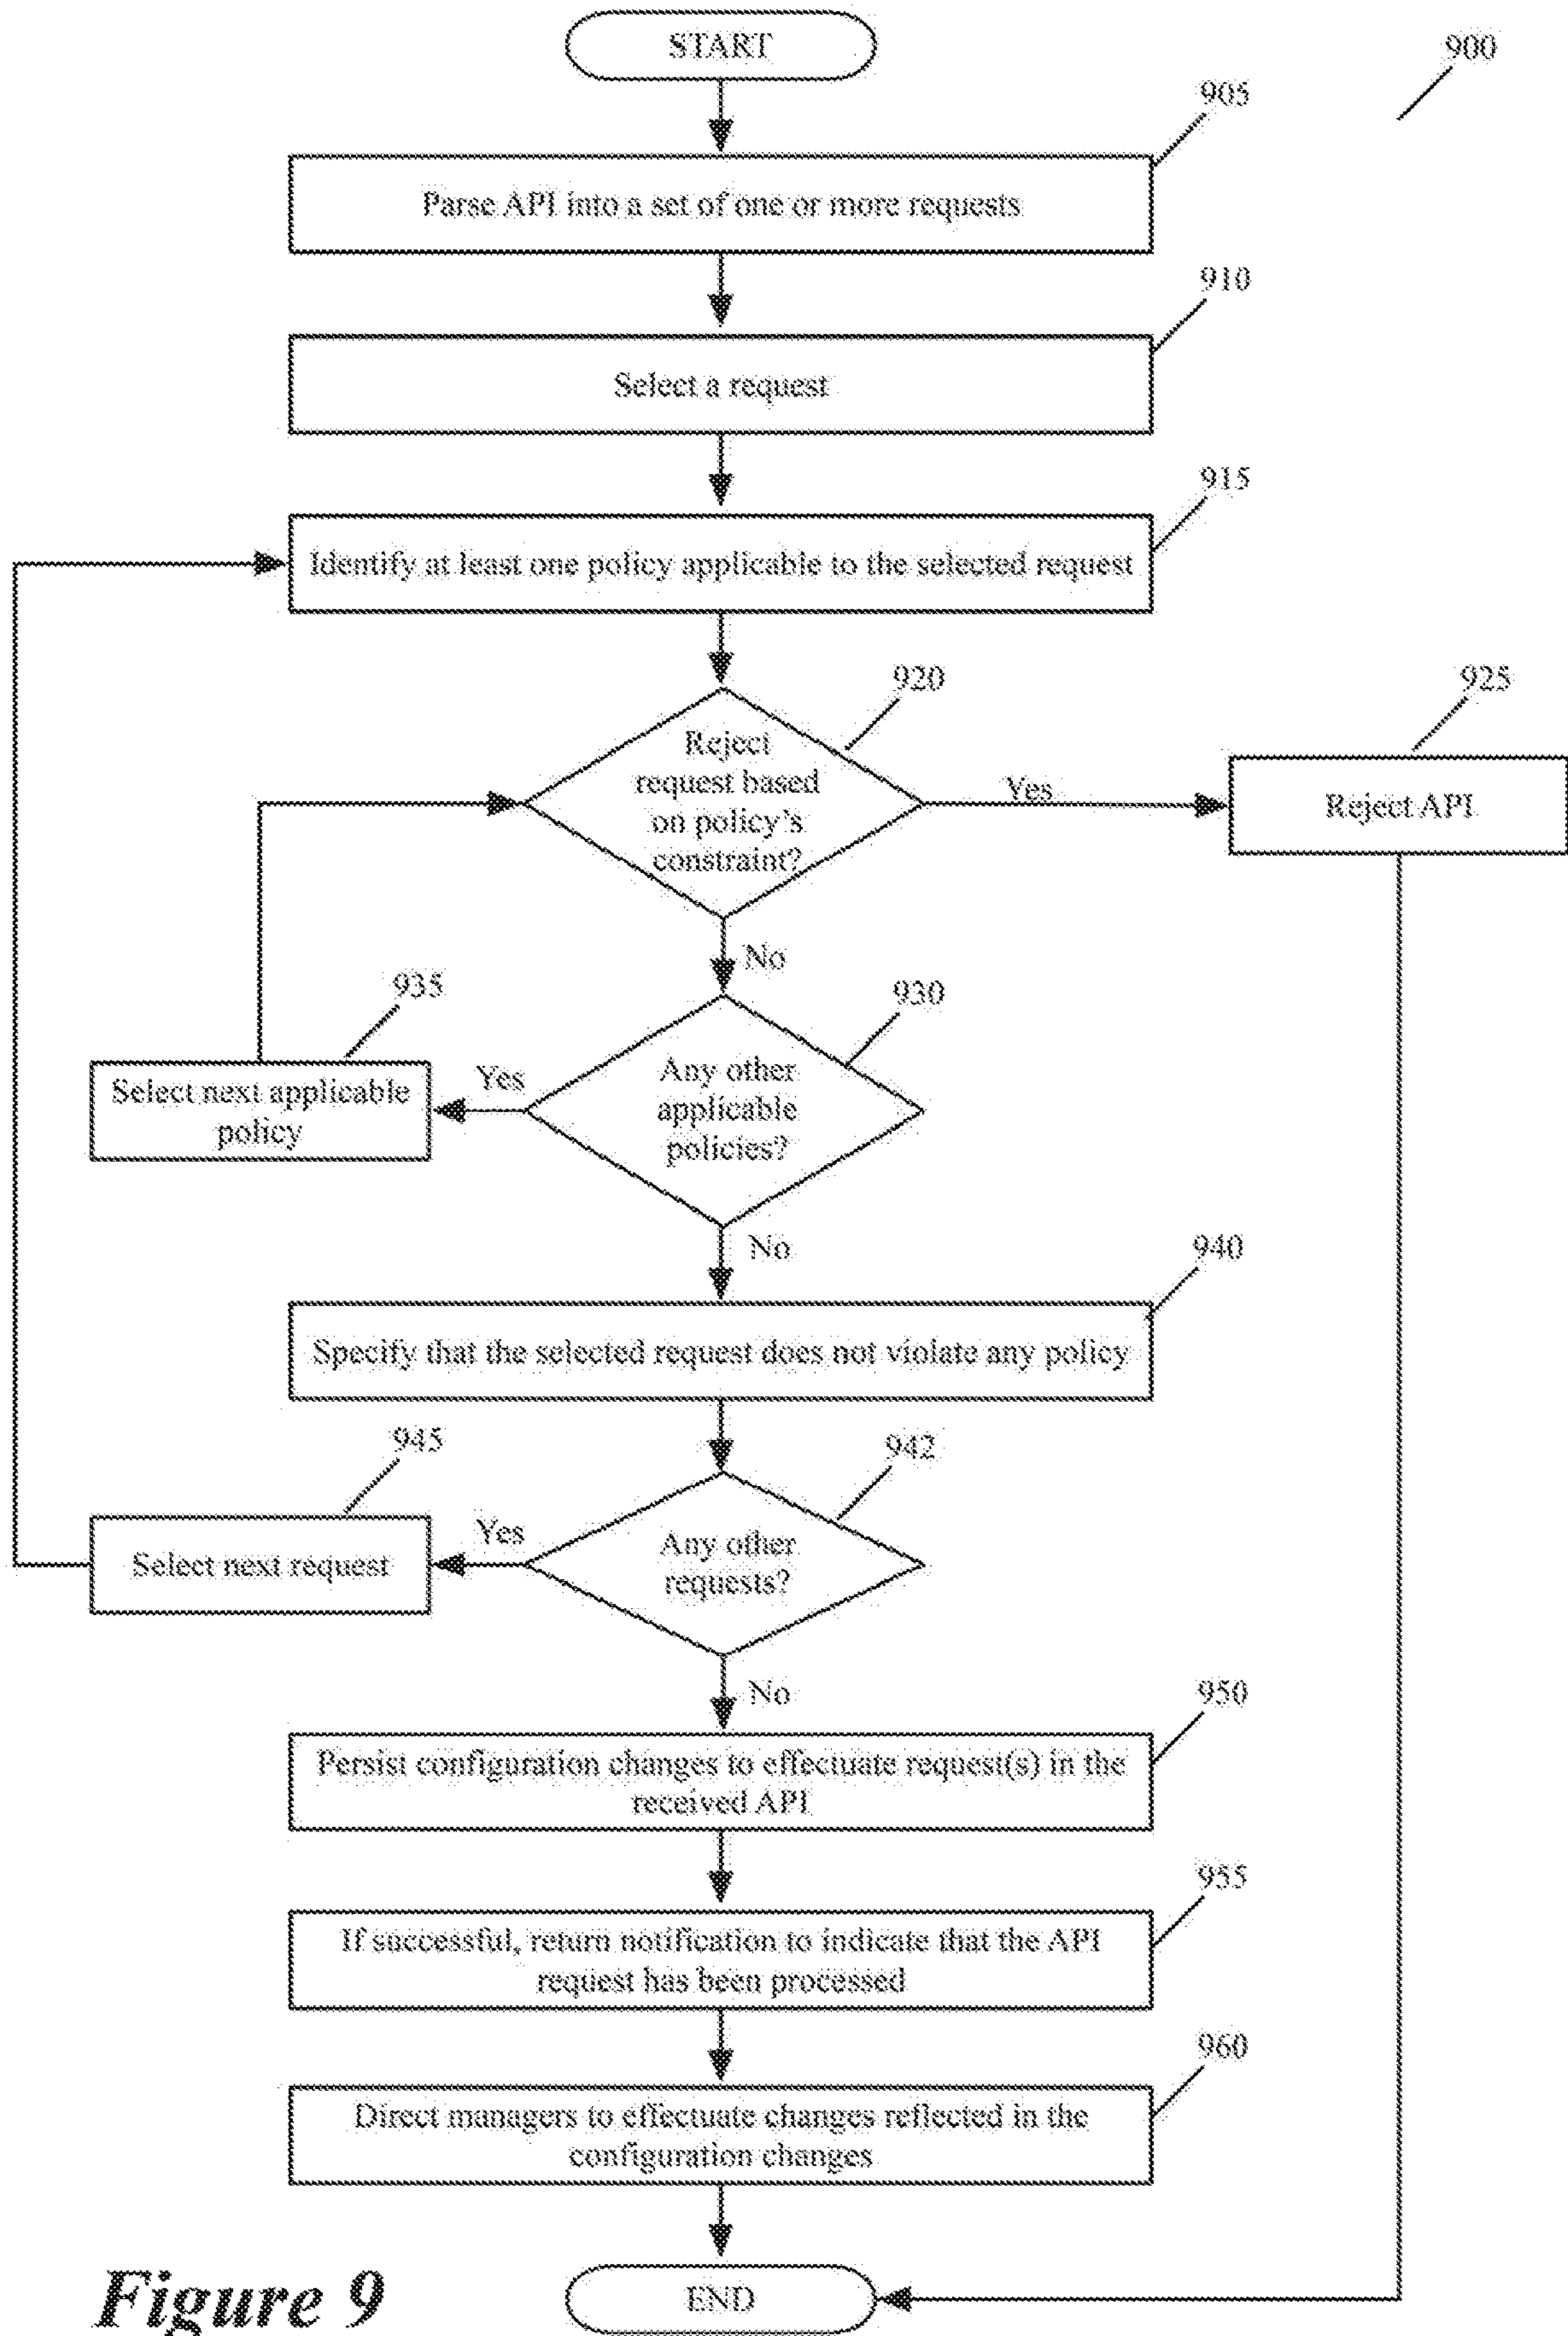 START
900
905
Parse API into a set of one or more requests
910
Select a request
915
Identify at least one policy applicable to the selected request
920
925
Reject
request based
on policy's
constraint?
Yes
Reject API
No
935
930
Select next applicable
policy
Yes
Any other
applicable
policies?
No
940
Specify that the selected request does not violate any policy
945
942
Select next request
Yes
Any other
requests?
No
950
Persist configuration changes to effectuate request(s) in the
received API
955
If successful, return notification to indicate that the API
request has been processed
960
Direct managers to effectuate changes reflected in the
configuration changes
Figure 9
END